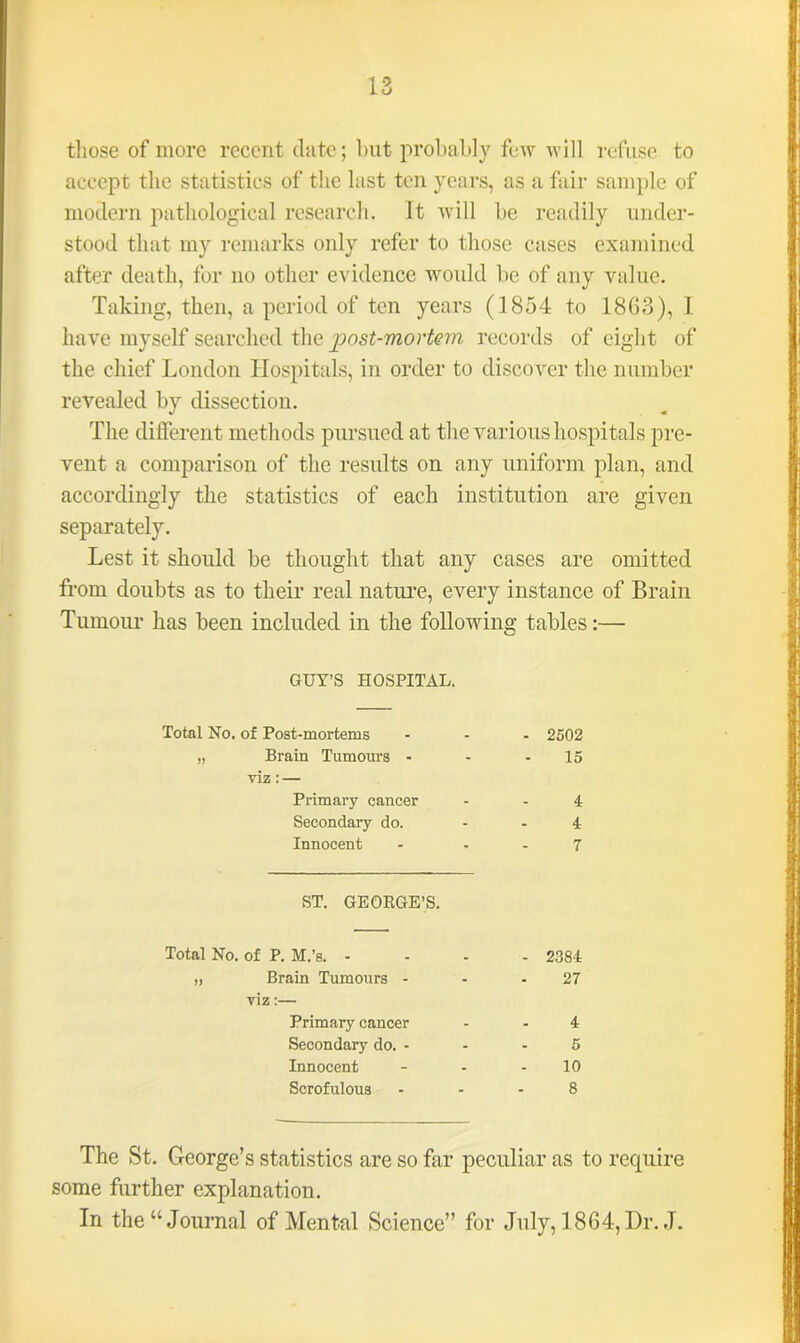 13
those of more recent date; but probably few will refuse to
accept the statistics of the last ten years, as a fair sample of
modern pathological research. It will be readily under-
stood that my remarks only refer to those cases examined
after death, for no other evidence would be of any value.
Taking, then, a period of ten years (1854 to 1863), I
have myself searched the post-mortem records of eight of
the chief London Hospitals, in order to discover the number
revealed by dissection.
The different methods pursued at the various hospitals pre-
vent a comparison of the results on any uniform plan, and
accordingly the statistics of each institution are given
separately.
Lest it should be thought that any cases are omitted
from doubts as to their real nature, every instance of Brain
Tumour has been included in the following tables:—
GUY'S HOSPITAL.
Total No. of Post-mortems - - - 2502
„ Brain Tumours - - - 15
viz:—
Primary cancer - - 4
Secondary do. - - 4
Innocent - - - 7
ST. GEORGE'S.
Total No. of P. M.'s. - - - - 2384
„ Brain Tumours - - - 27
viz:—
Primary cancer - - 4
Secondary do. - - - 5
Innocent - - - 10
Scrofulous - - - 8
The St. George's statistics are so far peculiar as to require
some further explanation.
In the "Journal of Mental Science" for July, 1864, Dr. J.